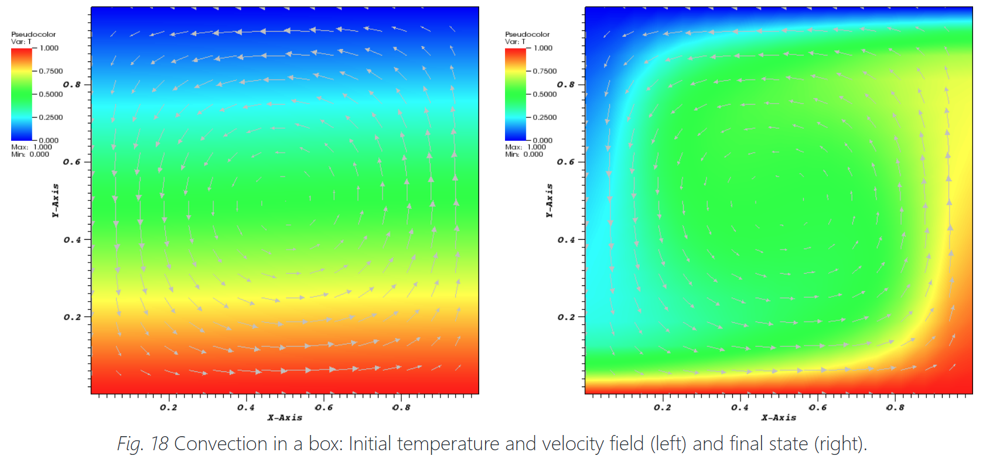 Pseudocolor
Var: T
1.000
0.7500
0.5000
0.2500
0.000
Max: 1.000
Min: 0.000
0.8
0.6
0.4
0.2
Y-Axis
0.2 0.4 0.6 0.8
X-Axis
Pseudocolor
Var: T
1.000
0.7500
0.5000
0.2500
0.000
Max: 1.000
Min: 0.000
0.8
0.6
0.4
0.2
Y-Axis
0.2 0.4 0.6 0.8
X-Axis
Fig. 18 Convection in a box: Initial temperature and velocity field (left) and final state (right).